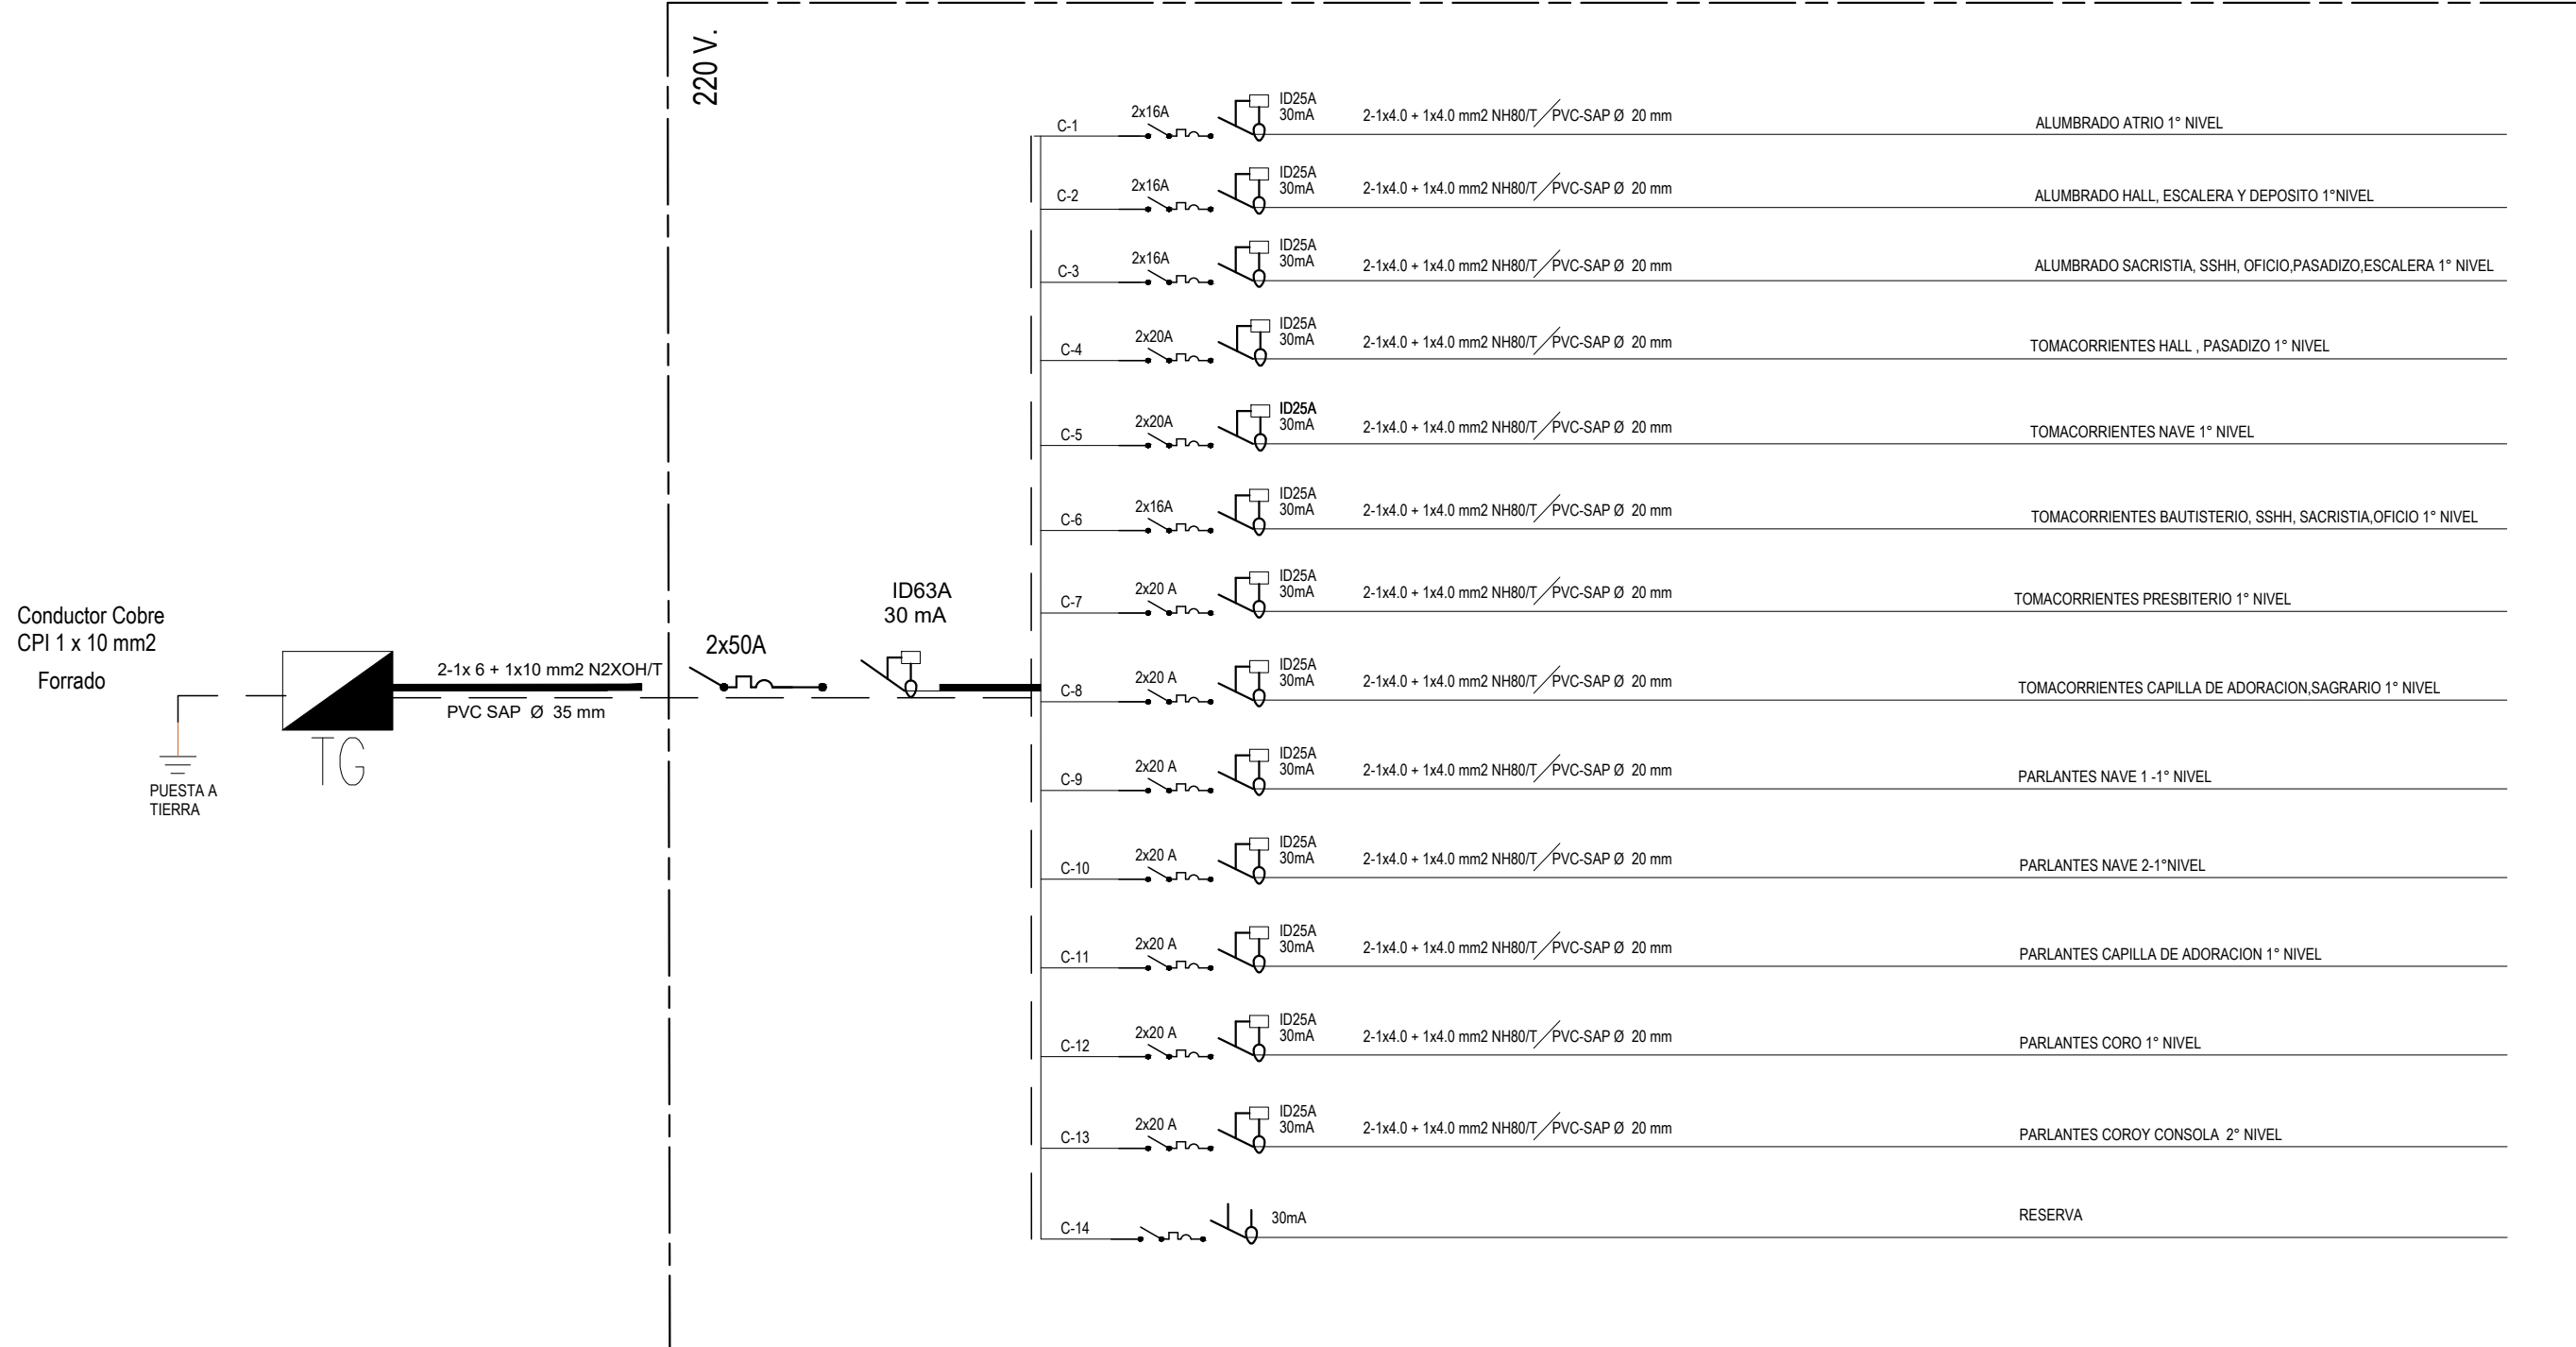 220 V.
C-1
2x16A
ID25A
30mA
2-1x4.0 + 1x4.0 mm2 NH80/T/PVC-SAP Ø 20 mm
ALUMBRADO ATRIO 1° NIVEL
C-2
2x16A
ID25A
30mA
2-1x4.0 + 1x4.0 mm2 NH80/T/PVC-SAP Ø 20 mm
ALUMBRADO HALL, ESCALERA Y DEPOSITO 1°NIVEL
C-3
2x16A
ID25A
30mA
2-1x4.0 + 1x4.0 mm2 NH80/T/PVC-SAP Ø 20 mm
ALUMBRADO SACRISTIA, SSHH, OFICIO,PASADIZO,ESCALERA 1° NIVEL
C-4
2x20A
ID25A
30mA
2-1x4.0 + 1x4.0 mm2 NH80/T/PVC-SAP Ø 20 mm
TOMACORRIENTES HALL , PASADIZO 1° NIVEL
C-5
2x20A
ID25A
30mA
2-1x4.0 + 1x4.0 mm2 NH80/T/PVC-SAP Ø 20 mm
TOMACORRIENTES NAVE 1° NIVEL
C-6
2x16A
ID25A
30mA
2-1x4.0 + 1x4.0 mm2 NH80/T/PVC-SAP Ø 20 mm
TOMACORRIENTES BAUTISTERIO, SSHH, SACRISTIA,OFICIO 1° NIVEL
Conductor Cobre
CPI 1 x 10 mm2
Forrado
PUESTA A
TIERRA
TG
2-1x 6 + 1x10 mm2 N2XOH/T
PVC SAP Ø 35 mm
2x50A
ID63A
30 mA
C-7
2x20 A
ID25A
30mA
2-1x4.0 + 1x4.0 mm2 NH80/T/PVC-SAP Ø 20 mm
TOMACORRIENTES PRESBITERIO 1° NIVEL
C-8
2x20 A
ID25A
30mA
2-1x4.0 + 1x4.0 mm2 NH80/T/PVC-SAP Ø 20 mm
TOMACORRIENTES CAPILLA DE ADORACION,SAGRARIO 1° NIVEL
C-9
2x20 A
ID25A
30mA
2-1x4.0 + 1x4.0 mm2 NH80/T/PVC-SAP Ø 20 mm
PARLANTES NAVE 1 -1° NIVEL
C-10
2x20 A
ID25A
30mA
2-1x4.0 + 1x4.0 mm2 NH80/T/PVC-SAP Ø 20 mm
PARLANTES NAVE 2-1°NIVEL
C-11
2x20 A
ID25A
30mA
2-1x4.0 + 1x4.0 mm2 NH80/T/PVC-SAP Ø 20 mm
PARLANTES CAPILLA DE ADORACION 1° NIVEL
C-12
2x20 A
ID25A
30mA
2-1x4.0 + 1x4.0 mm2 NH80/T/PVC-SAP Ø 20 mm
PARLANTES CORO 1° NIVEL
C-13
2x20 A
ID25A
30mA
2-1x4.0 + 1x4.0 mm2 NH80/T/PVC-SAP Ø 20 mm
PARLANTES COROY CONSOLA 2° NIVEL
C-14
30mA
RESERVA